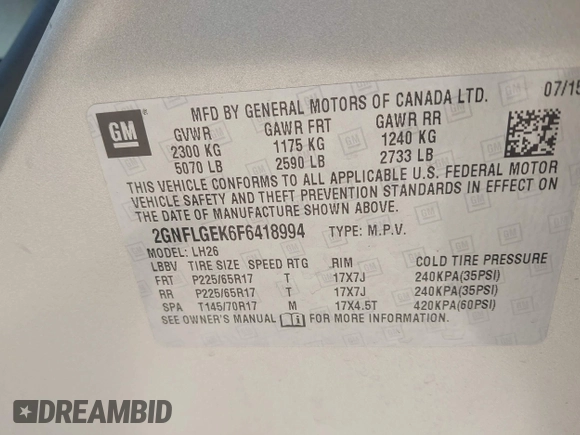 GM
MFD BY GENERAL MOTORS OF CANADA LTD. 07/15
GVWR GAWR FRT GAWR RR
2300 KG 1175 KG 1240 KG
5070 LB 2590 LB 2733 LB
THIS VEHICLE CONFORMS TO ALL APPLICABLE U.S. FEDERAL MOTOR
VEHICLE SAFETY AND THEFT PREVENTION STANDARDS IN EFFECT ON
THE DATE OF MANUFACTURE SHOWN ABOVE.
2GNFLGEK6F6418994 TYPE: M.P.V.
MODEL: LH26
LBBV TIRE SIZE SPEED RTG RIM COLD TIRE PRESSURE
FRT P225/65R17 T 17X7J 240KPA(35PSI)
RR P225/65R17 T 17X7J 240KPA(35PSI)
SPA T145/70R17 M 17X4.5T 420KPA(60PSI)
SEE OWNER'S MANUAL FOR MORE INFORMATION
DREAMBID